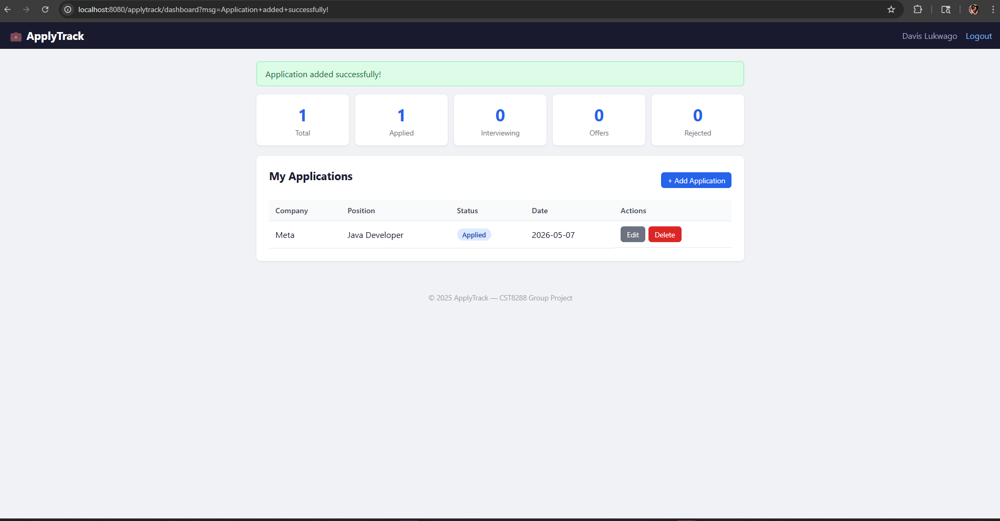 localhost:8080/applytrack/dashboard?msg=Application+added+successfully!
ApplyTrack
Davis Lukwago Logout
Application added successfully!
1 1 0 0 0
Total Applied Interviewing Offers Rejected
My Applications
+ Add Application
Company Position Status Date Actions
Meta Java Developer Applied 2026-05-07 Edit Delete
© 2025 ApplyTrack — CST8288 Group Project